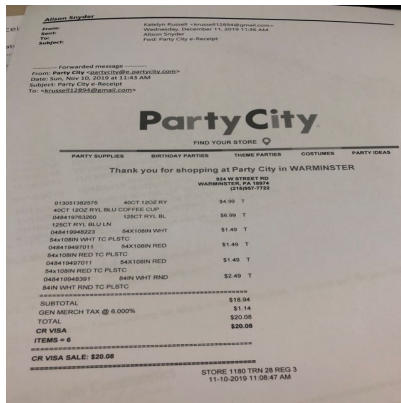 Alison Snyder
From: Katelyn Russell <krussell12894@gmail.com>
Sent: Wednesday, December 11, 2019 11:36 AM
To: Alison Snyder
Subject: Fwd: Party City e-Receipt
---------- Forwarded message ----------
From: Party City <partycity@e.partycity.com>
Date: Sun, Nov 10, 2019 at 11:43 AM
Subject: Party City e-Receipt
To: <krussell12894@gmail.com>
Party City
FIND YOUR STORE
PARTY SUPPLIES BIRTHDAY PARTIES THEME PARTIES COSTUMES PARTY IDEAS
Thank you for shopping at Party City in WARMINSTER
924 W STREET RD
WARMINSTER, PA 18974
(215)957-7722
013051382575 40CT 12OZ RY $4.99 T
40CT 12OZ RYL BLU COFFEE CUP
048419763260 125CT RYL BL $6.99 T
125CT RYL BLU LN
048419948223 54X108IN WHT $1.49 T
54x108IN WHT TC PLSTC
048419497011 54X108IN RED $1.49 T
54x108IN RED TC PLSTC
048419497011 54X108IN RED $1.49 T
54x108IN RED TC PLSTC
048419948391 84IN WHT RND $2.49 T
84IN WHT RND TC PLSTC
SUBTOTAL $18.94
GEN MERCH TAX @ 6.000% $1.14
TOTAL $20.08
CR VISA $20.08
ITEMS = 6
CR VISA SALE: $20.08
STORE 1180 TRN 28 REG 3
11-10-2019 11:08:47 AM